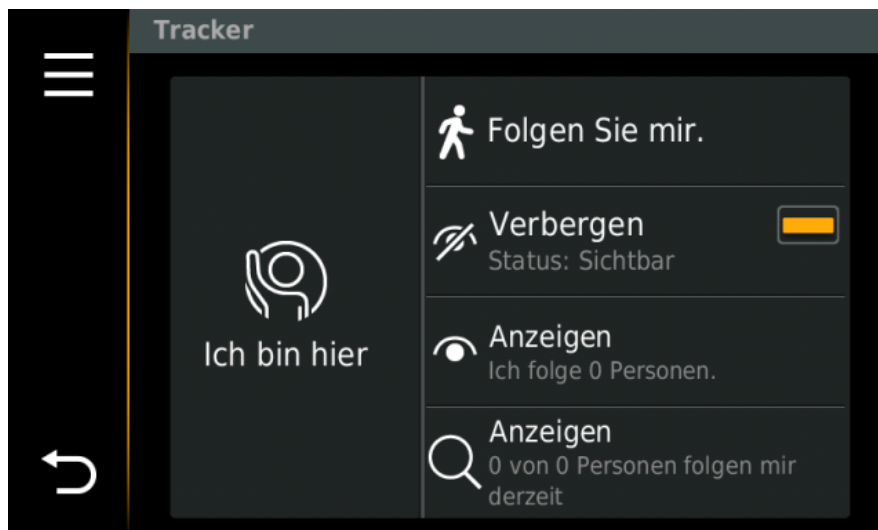 Tracker
Ich bin hier
Folgen Sie mir.
Verbergen
Status: Sichtbar
Anzeigen
Ich folge 0 Personen.
Anzeigen
0 von 0 Personen folgen mir
derzeit